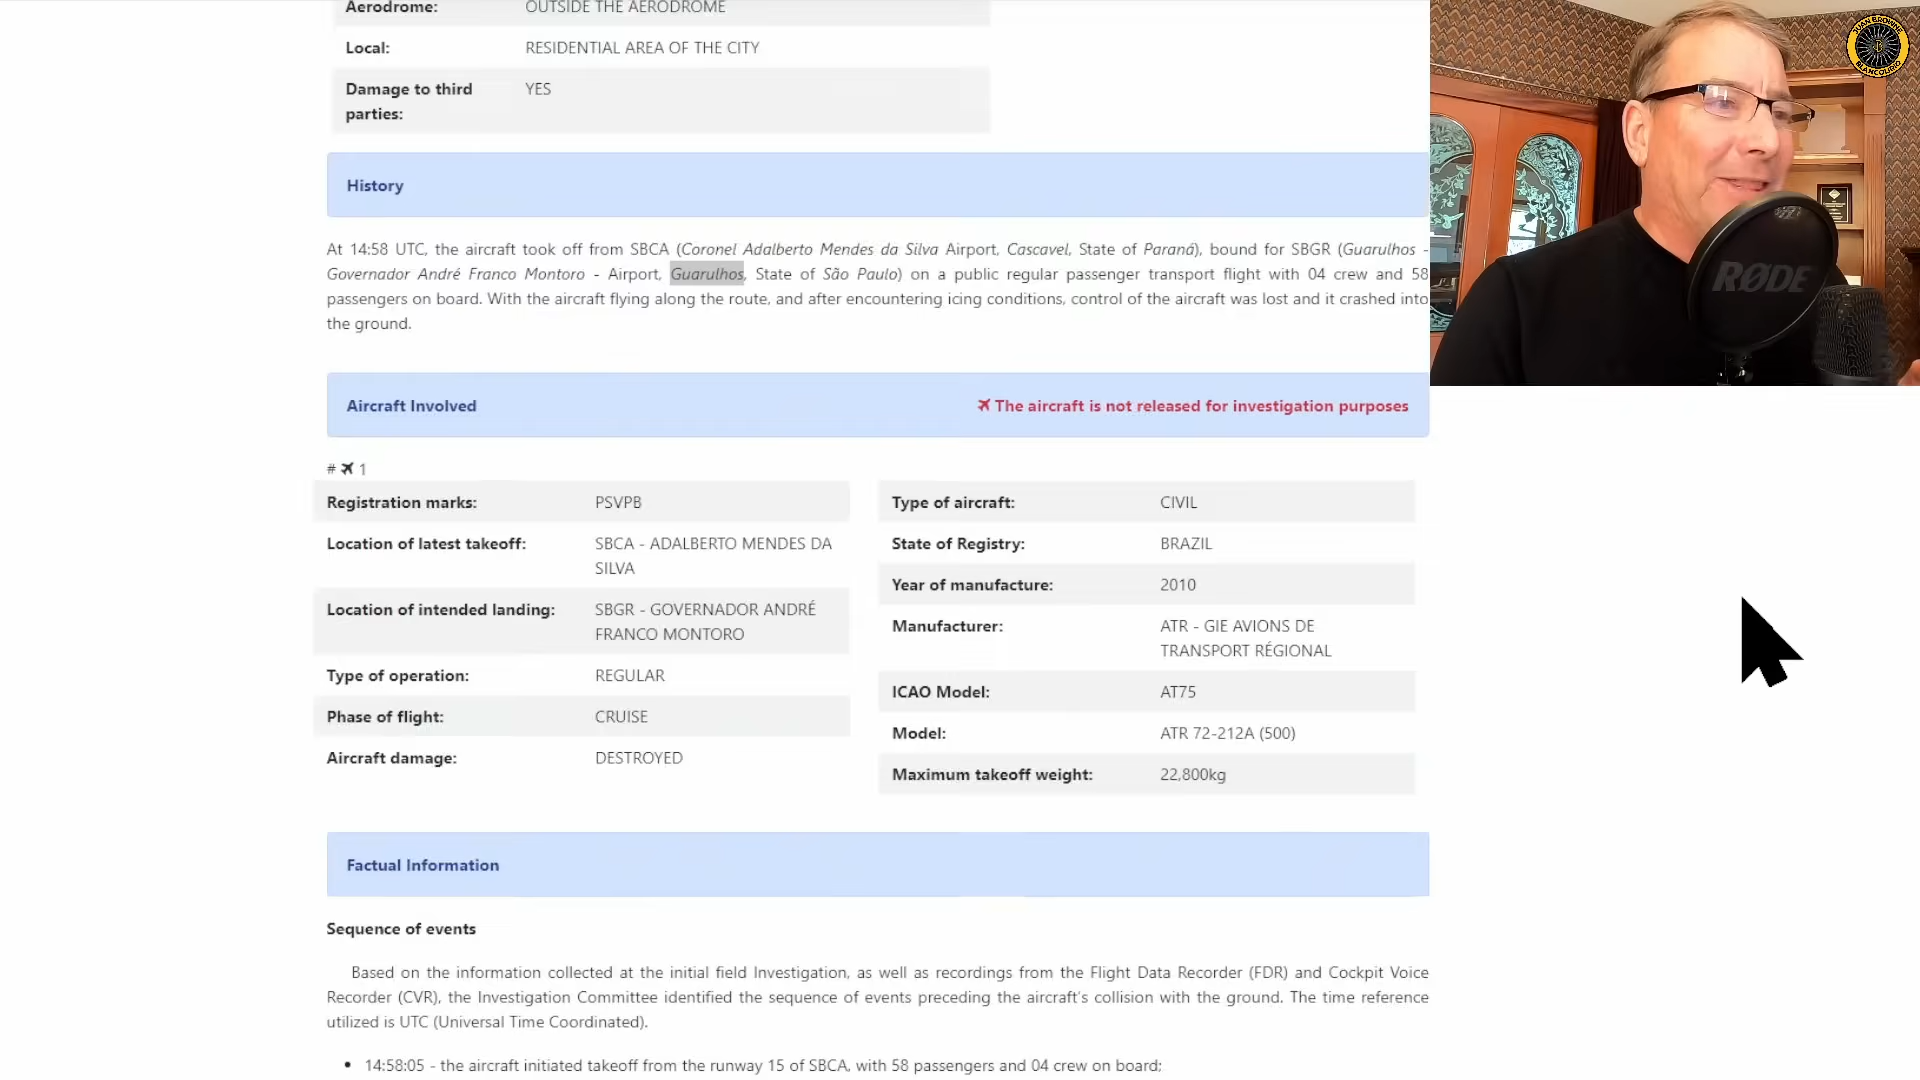 Aerodrome: OUTSIDE THE AERODROME
Local: RESIDENTIAL AREA OF THE CITY
Damage to third parties: YES
History
At 14:58 UTC, the aircraft took off from SBCA (Coronel Adalberto Mendes da Silva Airport, Cascavel, State of Paraná), bound for SBGR (Guarulhos -
Governador André Franco Montoro - Airport, Guarulhos, State of São Paulo) on a public regular passenger transport flight with 04 crew and 58
passengers on board. With the aircraft flying along the route, and after encountering icing conditions, control of the aircraft was lost and it crashed into
the ground.
Aircraft Involved
The aircraft is not released for investigation purposes
# 1
Registration marks: PSVPB
Location of latest takeoff: SBCA - ADALBERTO MENDES DA
SILVA
Location of intended landing: SBGR - GOVERNADOR ANDRÉ
FRANCO MONTORO
Type of operation: REGULAR
Phase of flight: CRUISE
Aircraft damage: DESTROYED
Type of aircraft: CIVIL
State of Registry: BRAZIL
Year of manufacture: 2010
Manufacturer: ATR - GIE AVIONS DE
TRANSPORT RÉGIONAL
ICAO Model: AT75
Model: ATR 72-212A (500)
Maximum takeoff weight: 22,800kg
Factual Information
Sequence of events
Based on the information collected at the initial field Investigation, as well as recordings from the Flight Data Recorder (FDR) and Cockpit Voice
Recorder (CVR), the Investigation Committee identified the sequence of events preceding the aircraft's collision with the ground. The time reference
utilized is UTC (Universal Time Coordinated).
• 14:58:05 - the aircraft initiated takeoff from the runway 15 of SBCA, with 58 passengers and 04 crew on board;
JUAN BROWNE
BLANCOLIRIO
RØDE